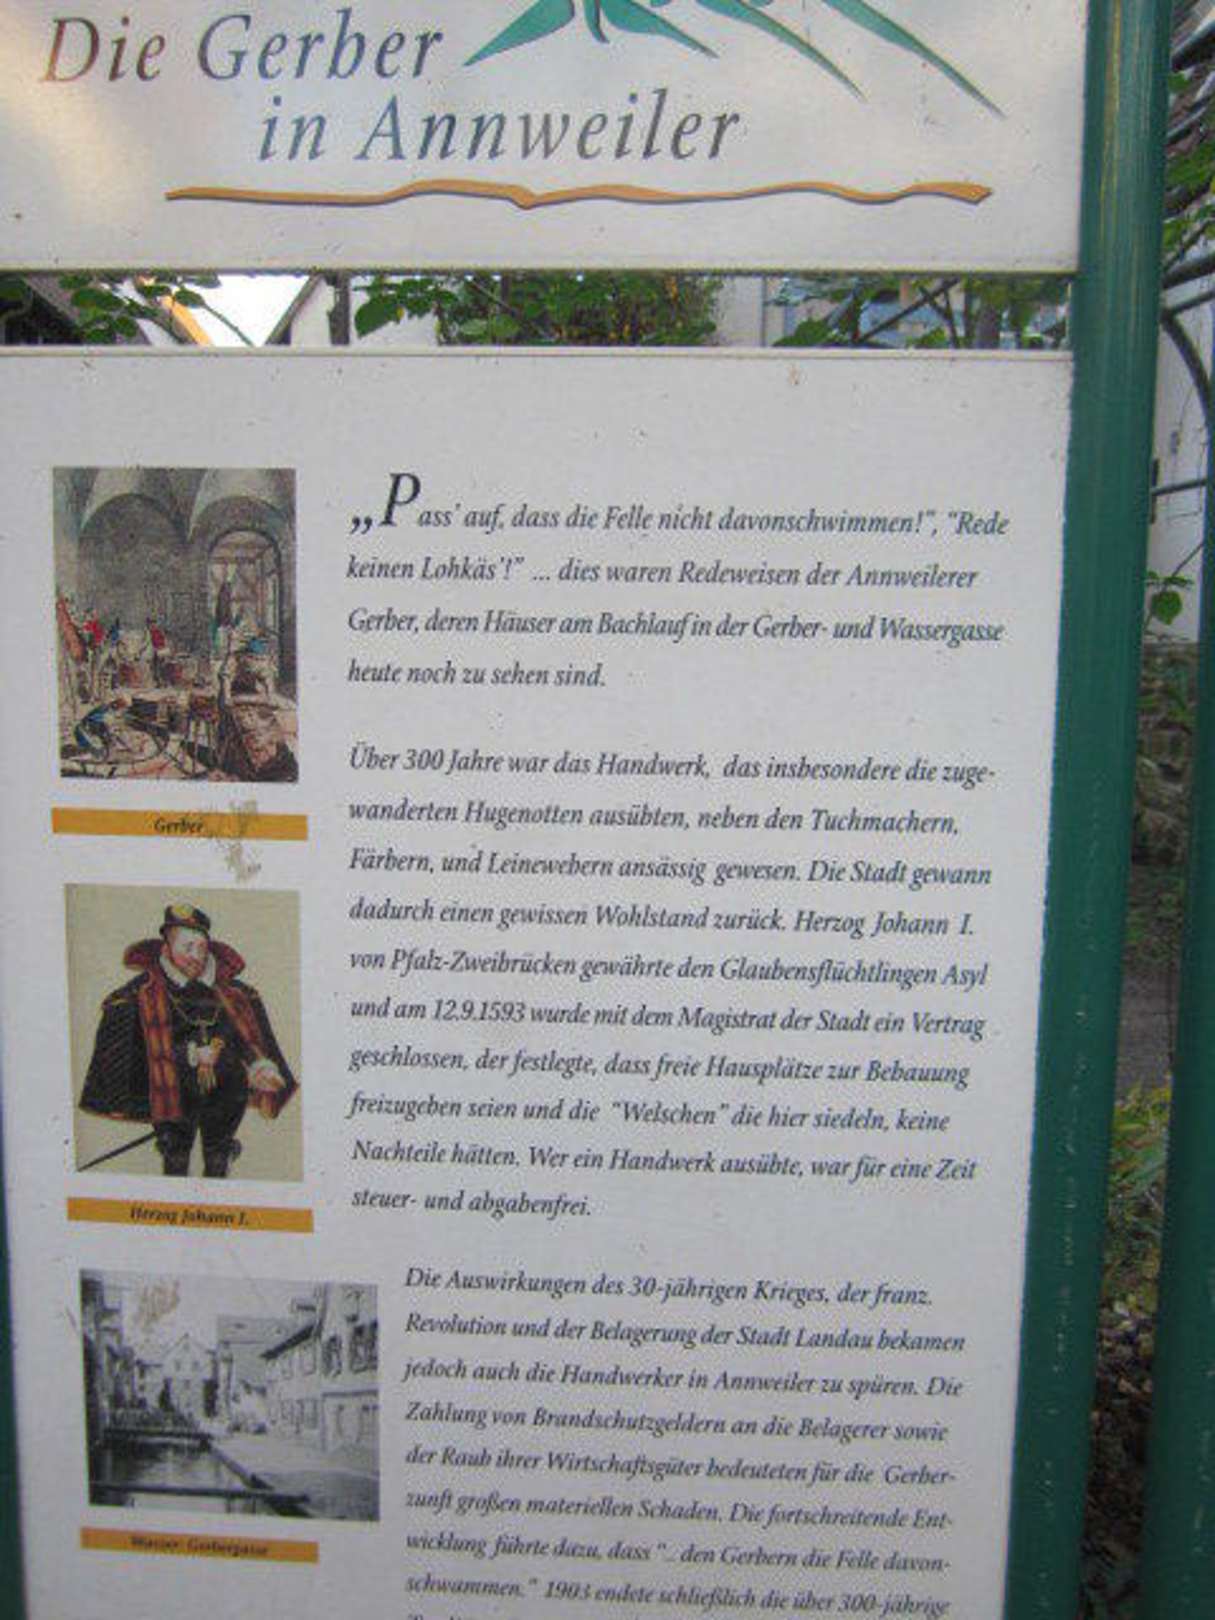 Die Gerber
in Annweiler
„Pass' auf, dass die Felle nicht davonschwimmen!”, “Rede
keinen Lohkäs'!” ... dies waren Redeweisen der Annweilerer
Gerber, deren Häuser am Bachlauf in der Gerber- und Wassergasse
heute noch zu sehen sind.
Über 300 Jahre war das Handwerk, das insbesondere die zuge-
wanderten Hugenotten ausübten, neben den Tuchmachern,
Färbern, und Leinewebern ansässig gewesen. Die Stadt gewann
dadurch einen gewissen Wohlstand zurück. Herzog Johann I.
von Pfalz-Zweibrücken gewährte den Glaubensflüchtlingen Asyl
und am 12.9.1593 wurde mit dem Magistrat der Stadt ein Vertrag
geschlossen, der festlegte, dass freie Hausplätze zur Bebauung
freizugeben seien und die “Welschen” die hier siedeln, keine
Nachteile hätten. Wer ein Handwerk ausübte, war für eine Zeit
steuer- und abgabenfrei.
Die Auswirkungen des 30-jährigen Krieges, der franz.
Revolution und der Belagerung der Stadt Landau bekamen
jedoch auch die Handwerker in Annweiler zu spüren. Die
Zahlung von Brandschutzgeldern an die Belagerer sowie
der Raub ihrer Wirtschaftsgüter bedeuteten für die Gerber-
zunft großen materiellen Schaden. Die fortschreitende Ent-
wicklung führte dazu, dass “... den Gerbern die Felle davon-
schwammen.” 1903 endete schließlich die über 300-jährige
Gerber
Herzog Johann I.
Wasser- Gerbergasse